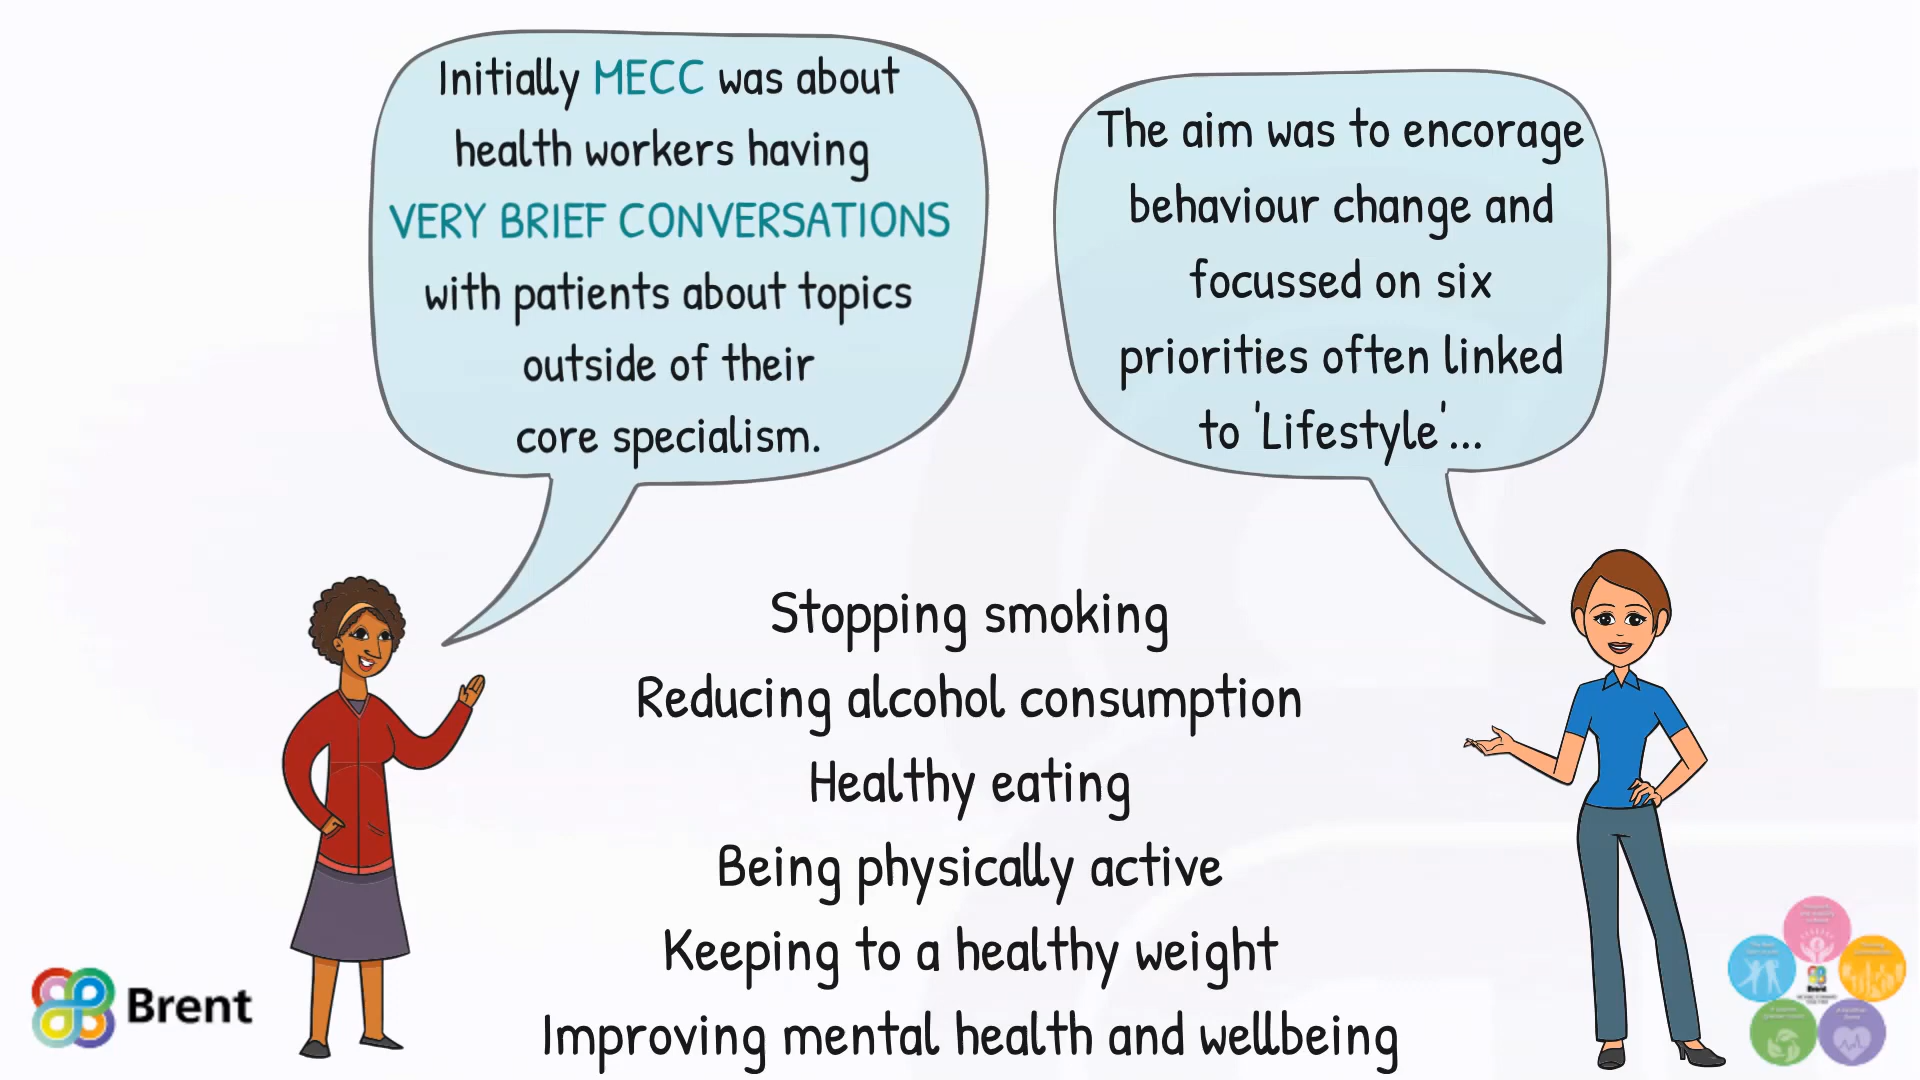 Initially MECC was about
health workers having
VERY BRIEF CONVERSATIONS
with patients about topics
outside of their
core specialism.
The aim was to encorage
behaviour change and
focussed on six
priorities often linked
to 'Lifestyle'...
Stopping smoking
Reducing alcohol consumption
Healthy eating
Being physically active
Keeping to a healthy weight
Improving mental health and wellbeing
Brent